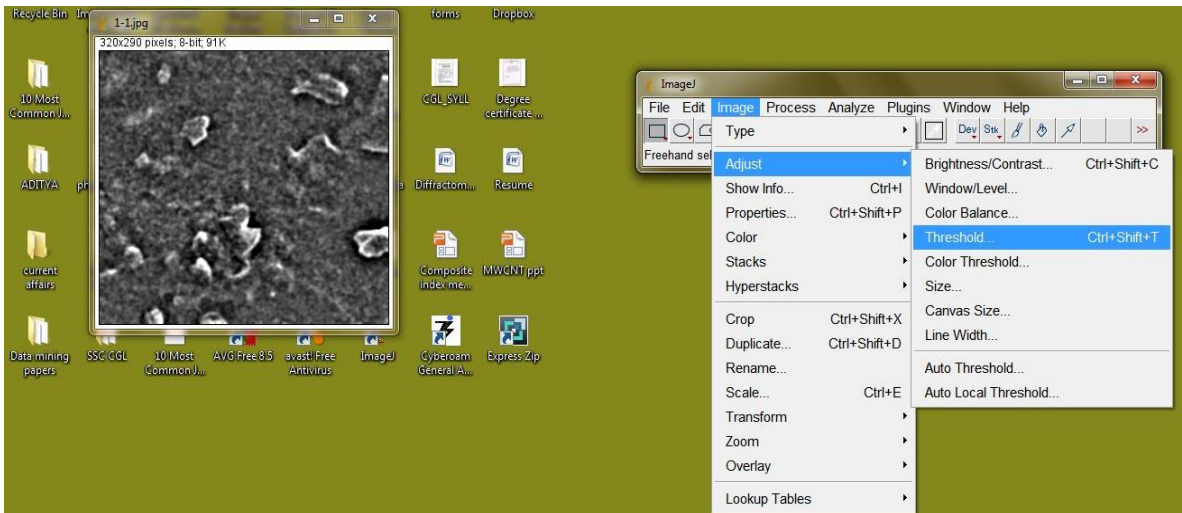 Recycle Bin
forms
Dropbox
1-1.jpg
320x290 pixels; 8-bit; 91K
10 Most
Common J...
CGL_SYLL
Degree
certificate ...
ADITYA
Diffractom...
Resume
current
affairs
Composite
index me...
MWCNT ppt
Data mining
papers
SSC CGL
10 Most
Common J...
AVG Free 8.5
avast! Free
Antivirus
ImageJ
Cyberoam
General A...
Express Zip
ImageJ
File Edit Image Process Analyze Plugins Window Help
Dev Stk >>
Freehand sel
Type
Adjust
Show Info... Ctrl+I
Properties... Ctrl+Shift+P
Color
Stacks
Hyperstacks
Crop Ctrl+Shift+X
Duplicate... Ctrl+Shift+D
Rename...
Scale... Ctrl+E
Transform
Zoom
Overlay
Lookup Tables
Brightness/Contrast... Ctrl+Shift+C
Window/Level...
Color Balance...
Threshold... Ctrl+Shift+T
Color Threshold...
Size...
Canvas Size...
Line Width...
Auto Threshold...
Auto Local Threshold...